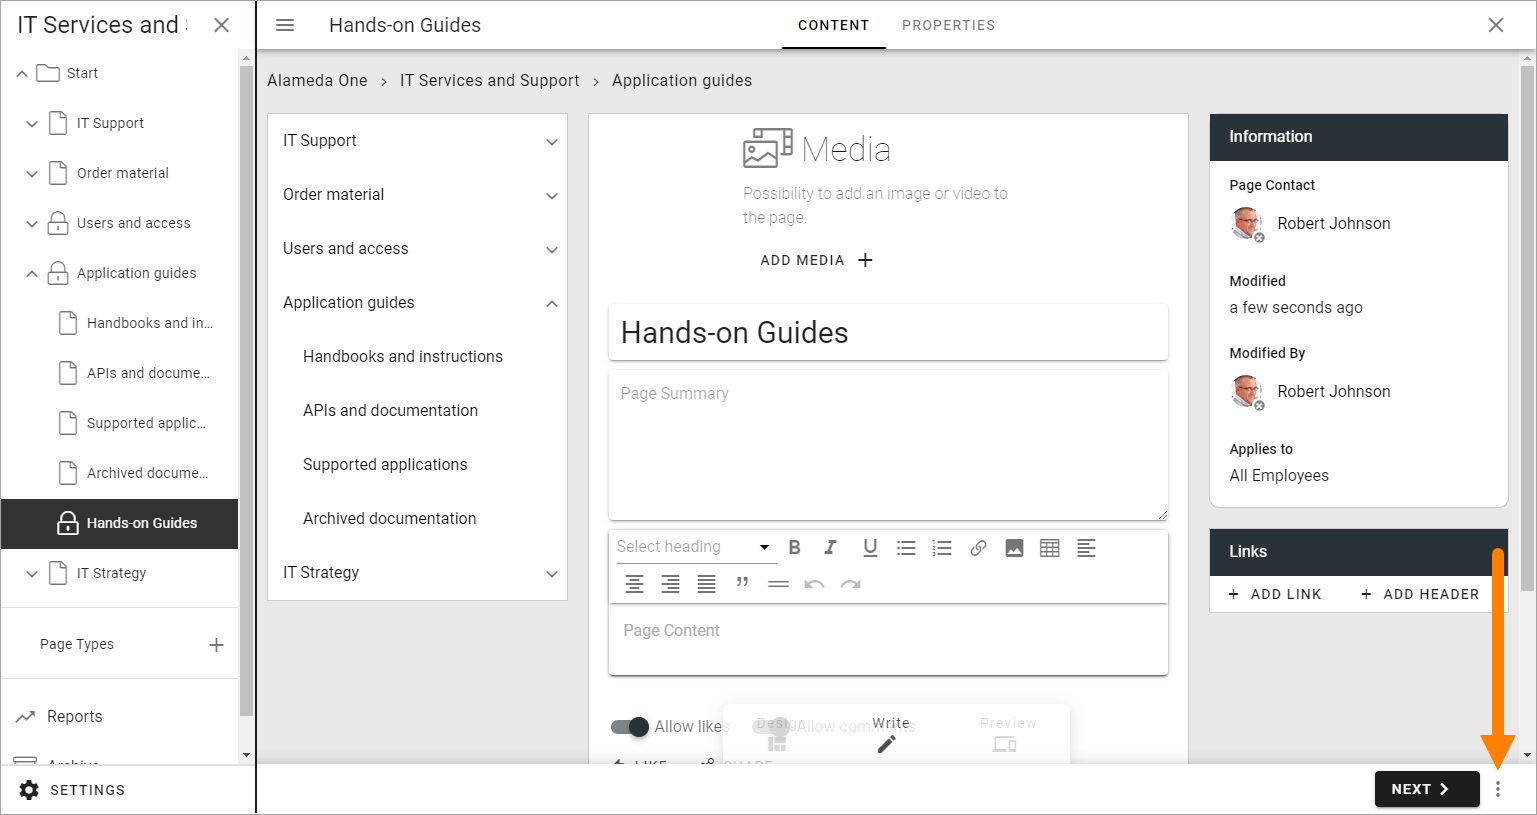 IT Services and
Start
IT Support
Order material
Users and access
Application guides
Handbooks and in...
APIs and docume...
Supported applic...
Archived docume...
Hands-on Guides
IT Strategy
Page Types
Reports
Archive
SETTINGS
Hands-on Guides
CONTENT
PROPERTIES
Alameda One > IT Services and Support > Application guides
IT Support
Order material
Users and access
Application guides
Handbooks and instructions
APIs and documentation
Supported applications
Archived documentation
IT Strategy
Media
Possibility to add an image or video to
the page.
ADD MEDIA +
Hands-on Guides
Page Summary
Select heading
Page Content
Allow likes
Allow comments
Design
Write
Preview
LIKE
SHARE
Information
Page Contact
Robert Johnson
Modified
a few seconds ago
Modified By
Robert Johnson
Applies to
All Employees
Links
+ ADD LINK
+ ADD HEADER
NEXT